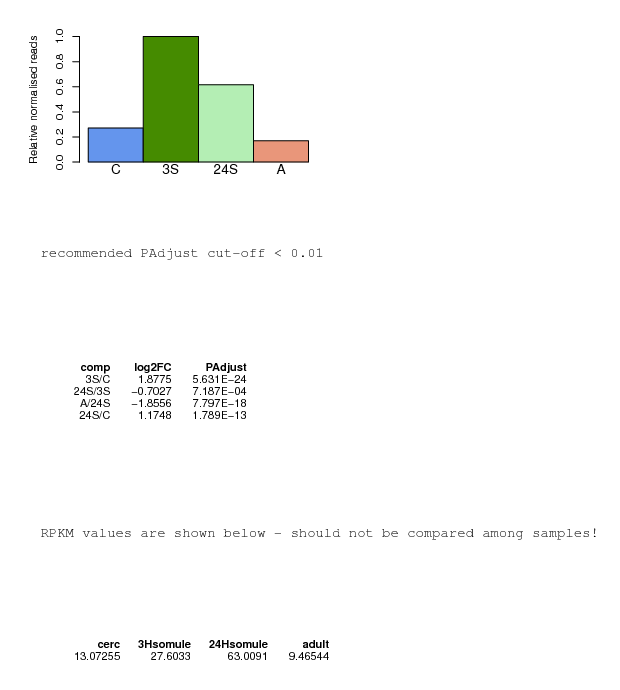 Relative normalised reads
1.0
0.8
0.6
0.4
0.2
0.0
C 3S 24S A
recommended PAdjust cut-off < 0.01
comp log2FC PAdjust
3S/C 1.8775 5.631E-24
24S/3S -0.7027 7.187E-04
A/24S -1.8556 7.797E-18
24S/C 1.1748 1.789E-13
RPKM values are shown below - should not be compared among samples!
cerc 3Hsomule 24Hsomule adult
13.07255 27.6033 63.0091 9.46544